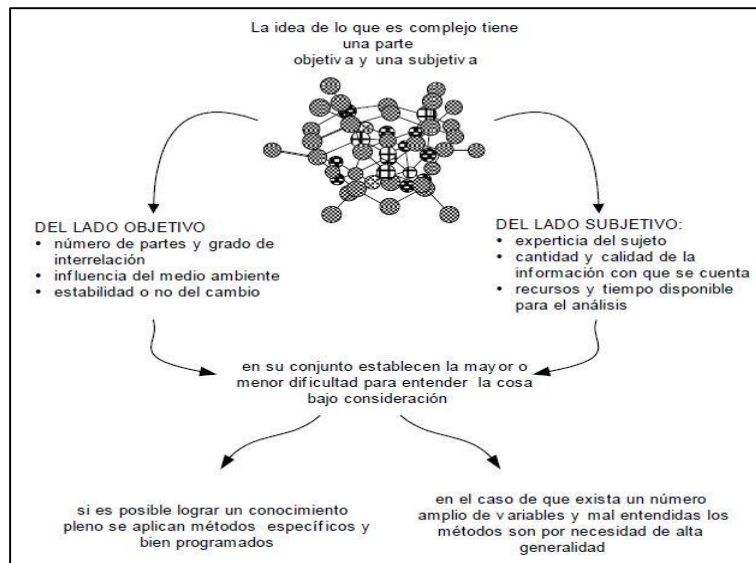 La idea de lo que es complejo tiene
una parte
objetiva y una subjetiva
DEL LADO OBJETIVO
• número de partes y grado de
interrelación
• influencia del medio ambiente
• estabilidad o no del cambio
DEL LADO SUBJETIVO:
• experticia del sujeto
• cantidad y calidad de la
información con que se cuenta
• recursos y tiempo disponible
para el análisis
en su conjunto establecen la mayor o
menor dificultad para entender la cosa
bajo consideración
si es posible lograr un conocimiento
pleno se aplican métodos específicos y
bien programados
en el caso de que exista un número
amplio de variables y mal entendidas los
métodos son por necesidad de alta
generalidad